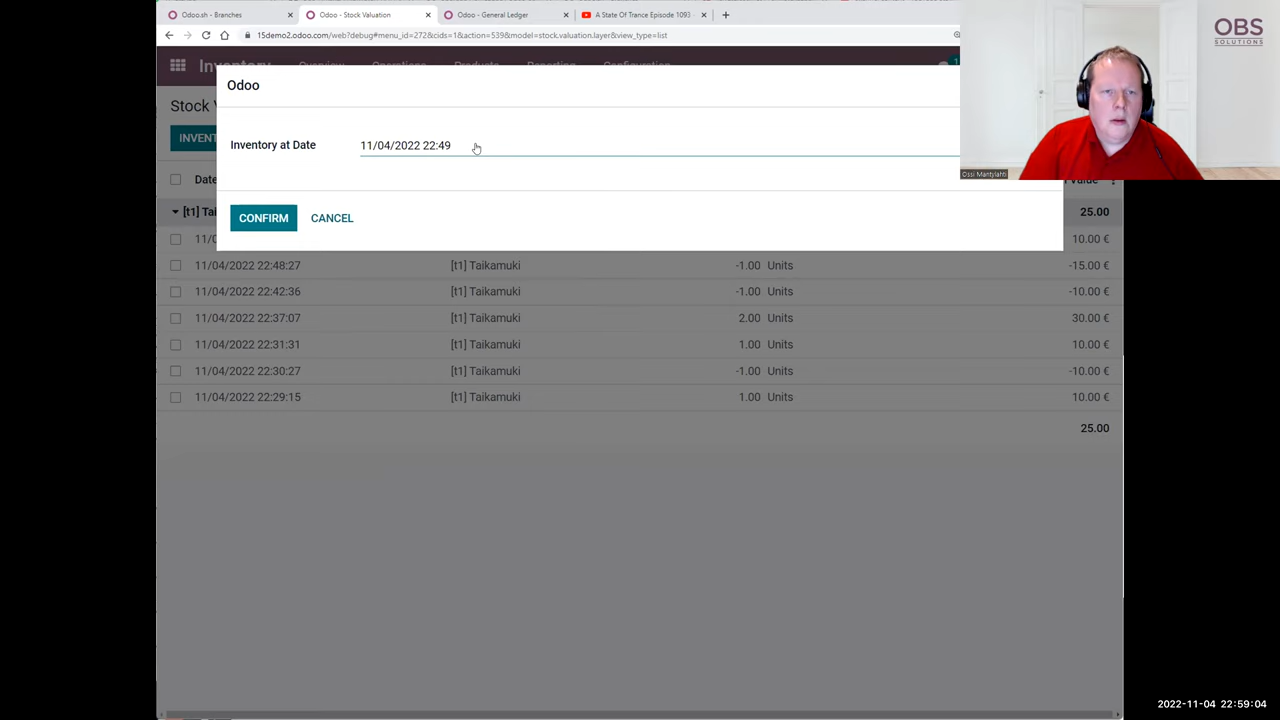 Odoo.sh - Branches
Odoo - Stock Valuation
Odoo - General Ledger
A State Of Trance Episode 1093
15demo2.odoo.com/web?debug#menu_id=272&cids=1&action=539&model=stock.valuation.layer&view_type=list
Inventory Overview Operations Products Reporting Configuration
OBS
SOLUTIONS
Odoo
Stock V
Inventory at Date 11/04/2022 22:49
INVENT
Ossi Mantylahti
Date
Value
CONFIRM CANCEL
[t1] Tai 25.00
11/0 10.00 €
11/04/2022 22:48:27 [t1] Taikamuki -1.00 Units -15.00 €
11/04/2022 22:42:36 [t1] Taikamuki -1.00 Units -10.00 €
11/04/2022 22:37:07 [t1] Taikamuki 2.00 Units 30.00 €
11/04/2022 22:31:31 [t1] Taikamuki 1.00 Units 10.00 €
11/04/2022 22:30:27 [t1] Taikamuki -1.00 Units -10.00 €
11/04/2022 22:29:15 [t1] Taikamuki 1.00 Units 10.00 €
25.00
2022-11-04 22:59:04